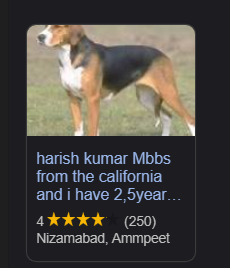 harish kumar Mbbs
from the california
and i have 2,5year...
4 ★★★★★ (250)
Nizamabad, Ammpeet